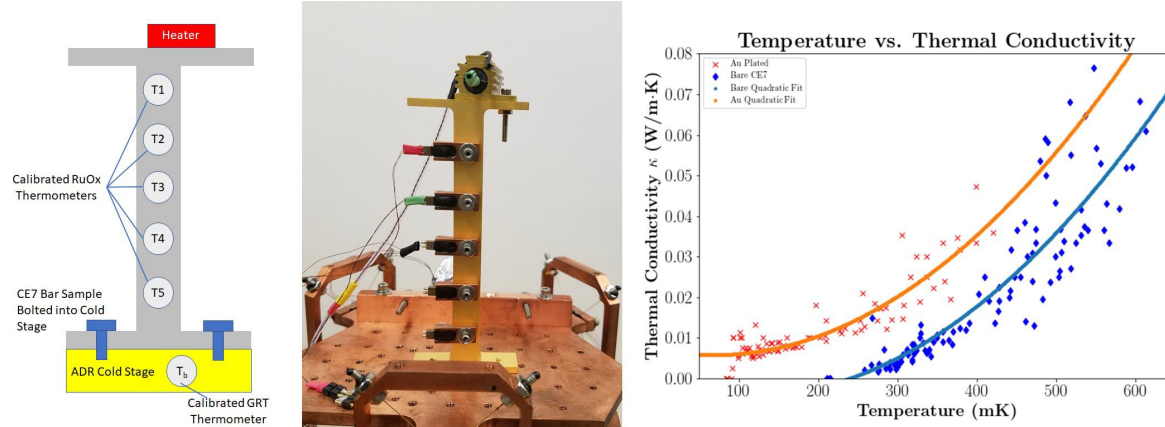 Heater
T1
T2
Calibrated RuOx
Thermometers
T3
T4
T5
CE7 Bar Sample
Bolted into Cold
Stage
ADR Cold Stage
Tb
Calibrated GRT
Thermometer
Temperature vs. Thermal Conductivity
Au Plated
Bare CE7
Bare Quadratic Fit
Au Quadratic Fit
Thermal Conductivity κ (W/m·K)
0.08
0.07
0.06
0.05
0.04
0.03
0.02
0.01
0.00
100 200 300 400 500 600
Temperature (mK)